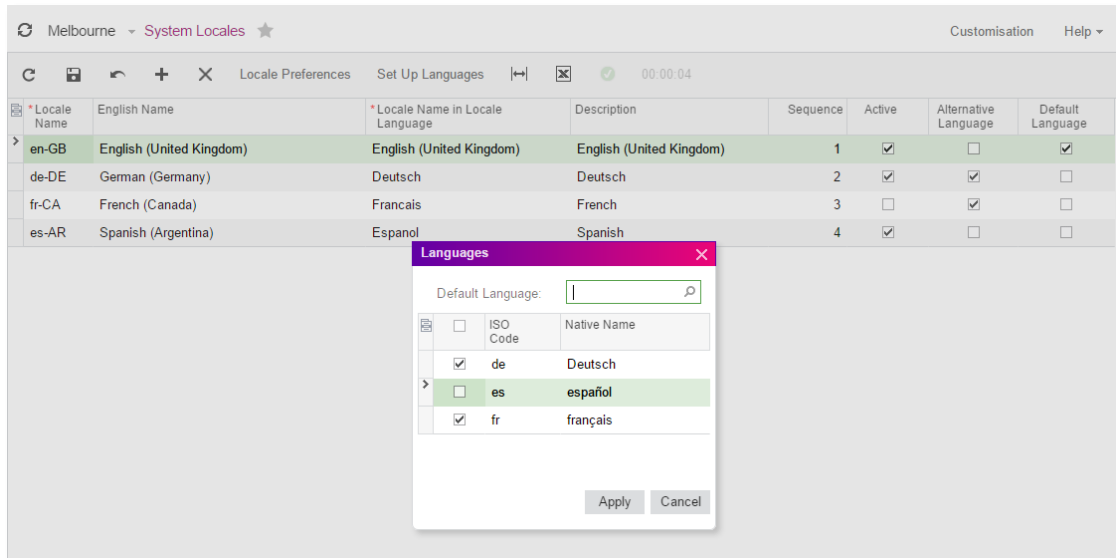 Melbourne System Locales Customisation Help
Locale Preferences Set Up Languages 00:00:04
* Locale Name English Name * Locale Name in Locale Language Description Sequence Active Alternative Language Default Language
en-GB English (United Kingdom) English (United Kingdom) English (United Kingdom) 1
de-DE German (Germany) Deutsch Deutsch 2
fr-CA French (Canada) Francais French 3
es-AR Spanish (Argentina) Espanol Spanish 4
Languages
Default Language:
ISO Code Native Name
de Deutsch
es español
fr français
Apply Cancel